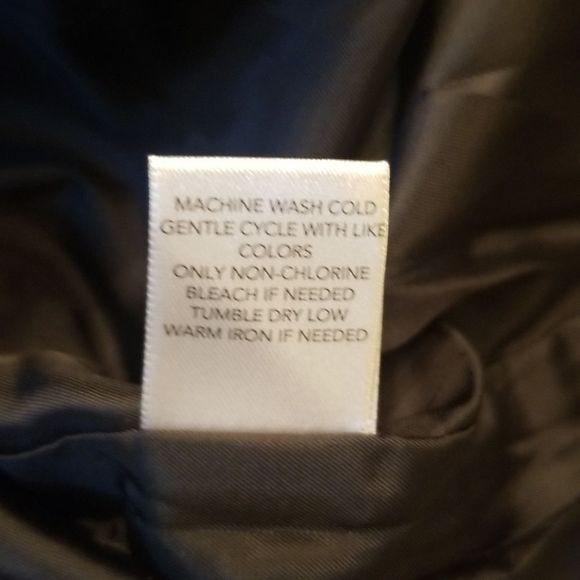 MACHINE WASH COLD
GENTLE CYCLE WITH LIKE
COLORS
ONLY NON-CHLORINE
BLEACH IF NEEDED
TUMBLE DRY LOW
WARM IRON IF NEEDED